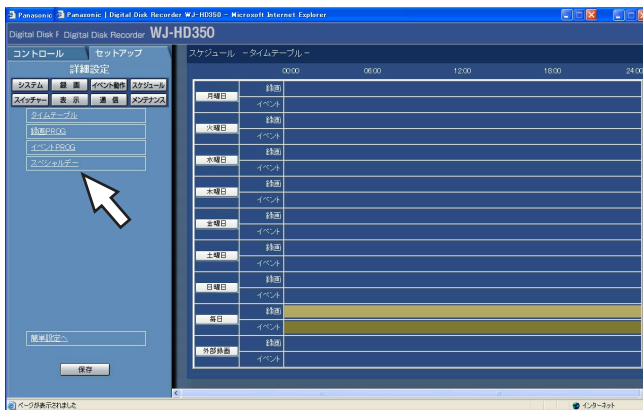 Panasonic Panasonic | Digital Disk Recorder WJ-HD350 - Microsoft Internet Explorer
Digital Disk F Digital Disk Recorder WJ-HD350
コントロール セットアップ
詳細設定
システム 録画 イベント動作 スケジュール
スイッチャー 表示 通信 メンテナンス
タイムテーブル
録画PROG
イベントPROG
スペシャルデー
簡単設定へ
保存
スケジュール -タイムテーブル-
00:00 06:00 12:00 18:00 24:00
月曜日 録画
イベント
火曜日 録画
イベント
水曜日 録画
イベント
木曜日 録画
イベント
金曜日 録画
イベント
土曜日 録画
イベント
日曜日 録画
イベント
毎日 録画
イベント
外部録画 録画
イベント
ページが表示されました インターネット